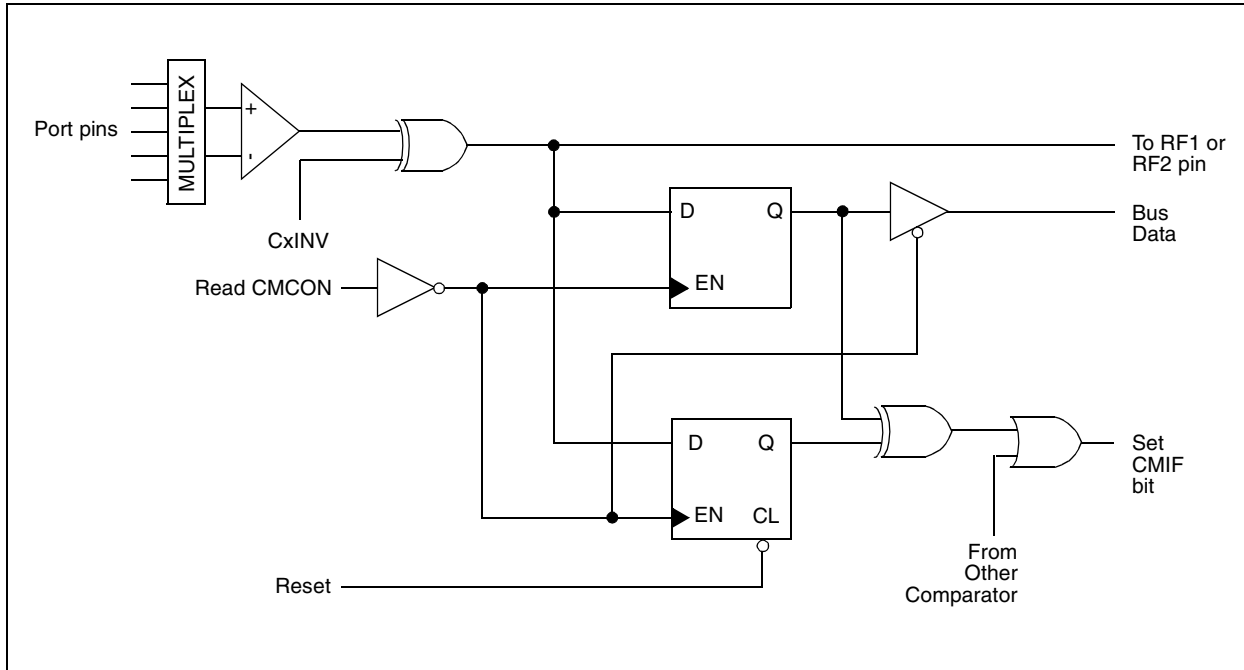 MULTIPLEX
+
-
Port pins
CxINV
To RF1 or
RF2 pin
D
Q
EN
Bus
Data
Read CMCON
D
Q
EN
CL
Set
CMIF
bit
From
Other
Comparator
Reset